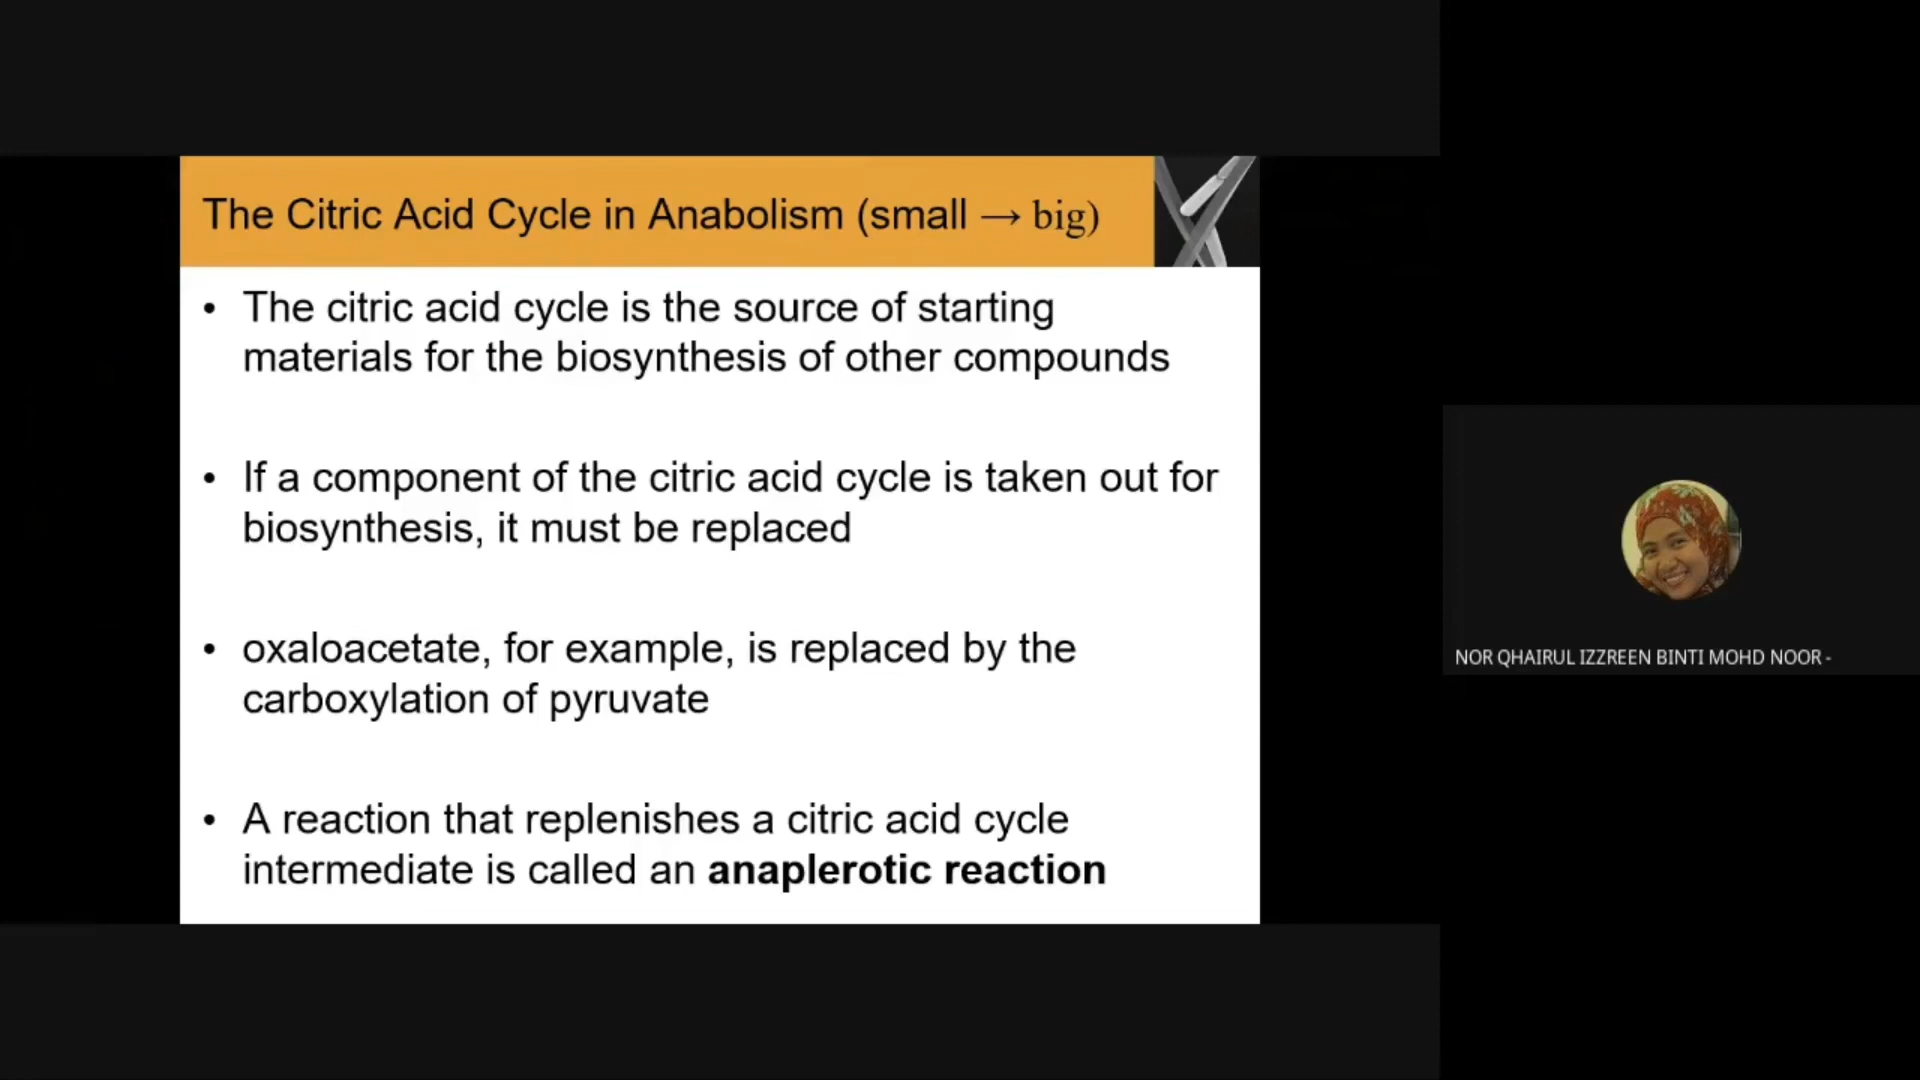 The Citric Acid Cycle in Anabolism (small → big)
• The citric acid cycle is the source of starting
materials for the biosynthesis of other compounds
• If a component of the citric acid cycle is taken out for
biosynthesis, it must be replaced
• oxaloacetate, for example, is replaced by the
carboxylation of pyruvate
• A reaction that replenishes a citric acid cycle
intermediate is called an anaplerotic reaction
NOR QHAIRUL IZZREEN BINTI MOHD NOOR -